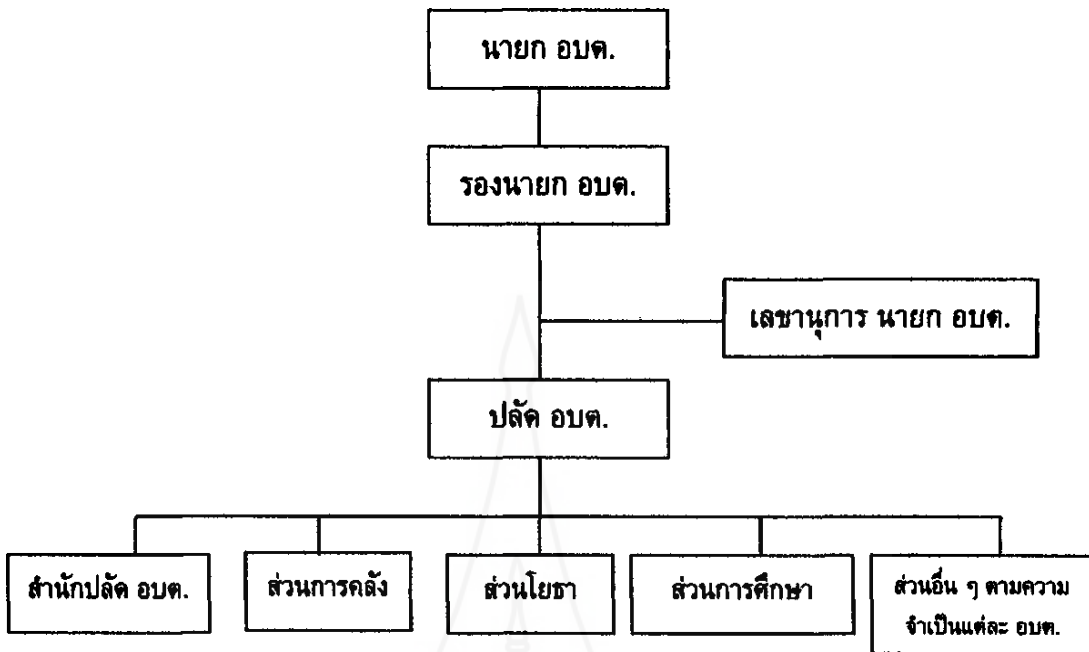 นายก อบต.
รองนายก อบต.
เลขานุการ นายก อบต.
ปลัด อบต.
สำนักปลัด อบต.
ส่วนการคลัง
ส่วนโยธา
ส่วนการศึกษา
ส่วนอื่น ๆ ตามความ
จำเป็นแต่ละ อบต.